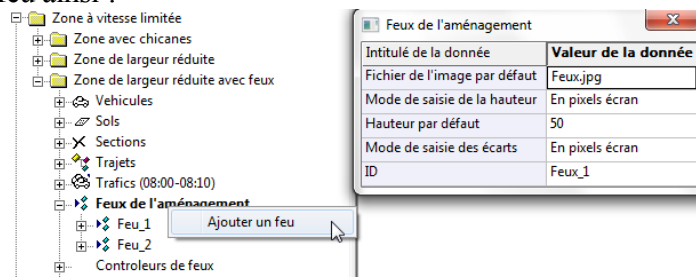 feu ainsi :
Zone à vitesse limitée
Zone avec chicanes
Zone de largeur réduite
Zone de largeur réduite avec feux
Vehicules
Sols
Sections
Trajets
Trafics (08:00-08:10)
Feux de l'aménagement
Feu_1
Feu_2
Controleurs de feux
Ajouter un feu
Feux de l'aménagement
Intitulé de la donnée Valeur de la donnée
Fichier de l'image par défaut Feux.jpg
Mode de saisie de la hauteur En pixels écran
Hauteur par défaut 50
Mode de saisie des écarts En pixels écran
ID Feux_1